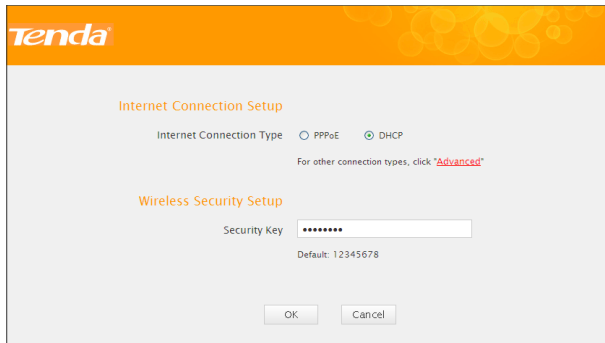 Tenda
Internet Connection Setup
Internet Connection Type PPPoE DHCP
For other connection types, click "Advanced"
Wireless Security Setup
Security Key ••••••••
Default: 12345678
OK Cancel